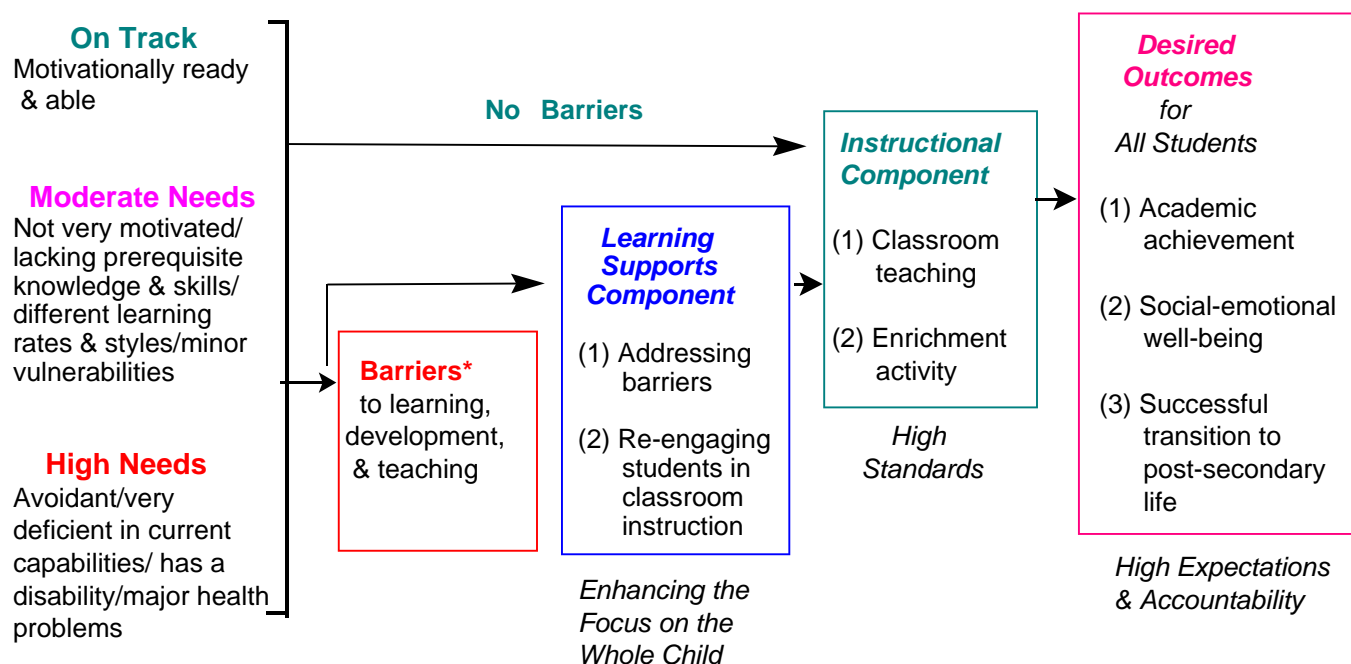 On Track
Motivationally ready
& able
Moderate Needs
Not very motivated/
lacking prerequisite
knowledge & skills/
different learning
rates & styles/minor
vulnerabilities
High Needs
Avoidant/very
deficient in current
capabilities/ has a
disability/major health
problems
No Barriers
Barriers*
to learning,
development,
& teaching
Learning
Supports
Component
(1) Addressing
barriers
(2) Re-engaging
students in
classroom
instruction
Enhancing the
Focus on the
Whole Child
Instructional
Component
(1) Classroom
teaching
(2) Enrichment
activity
High
Standards
Desired
Outcomes
for
All Students
(1) Academic
achievement
(2) Social-emotional
well-being
(3) Successful
transition to
post-secondary
life
High Expectations
& Accountability